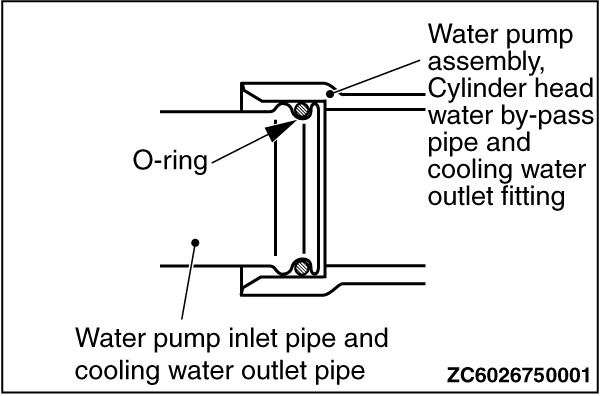 Water pump
assembly,
Cylinder head
water by-pass
pipe and
cooling water
outlet fitting
O-ring
Water pump inlet pipe and
cooling water outlet pipe
ZC6026750001